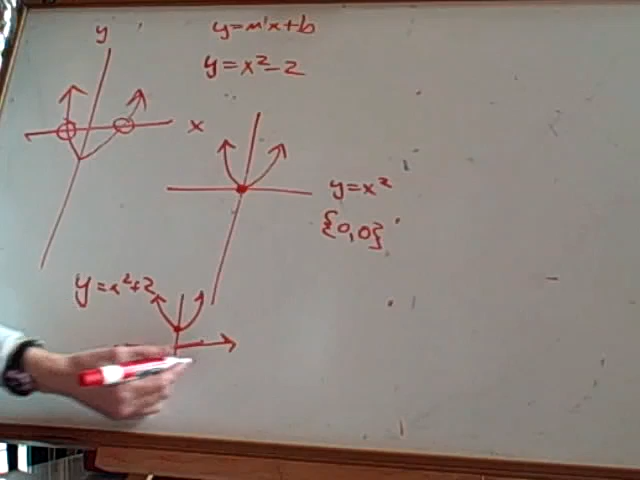 y
y=m'x+b
y=x²-2
x
y=x²
{0,0}
y=x²+2